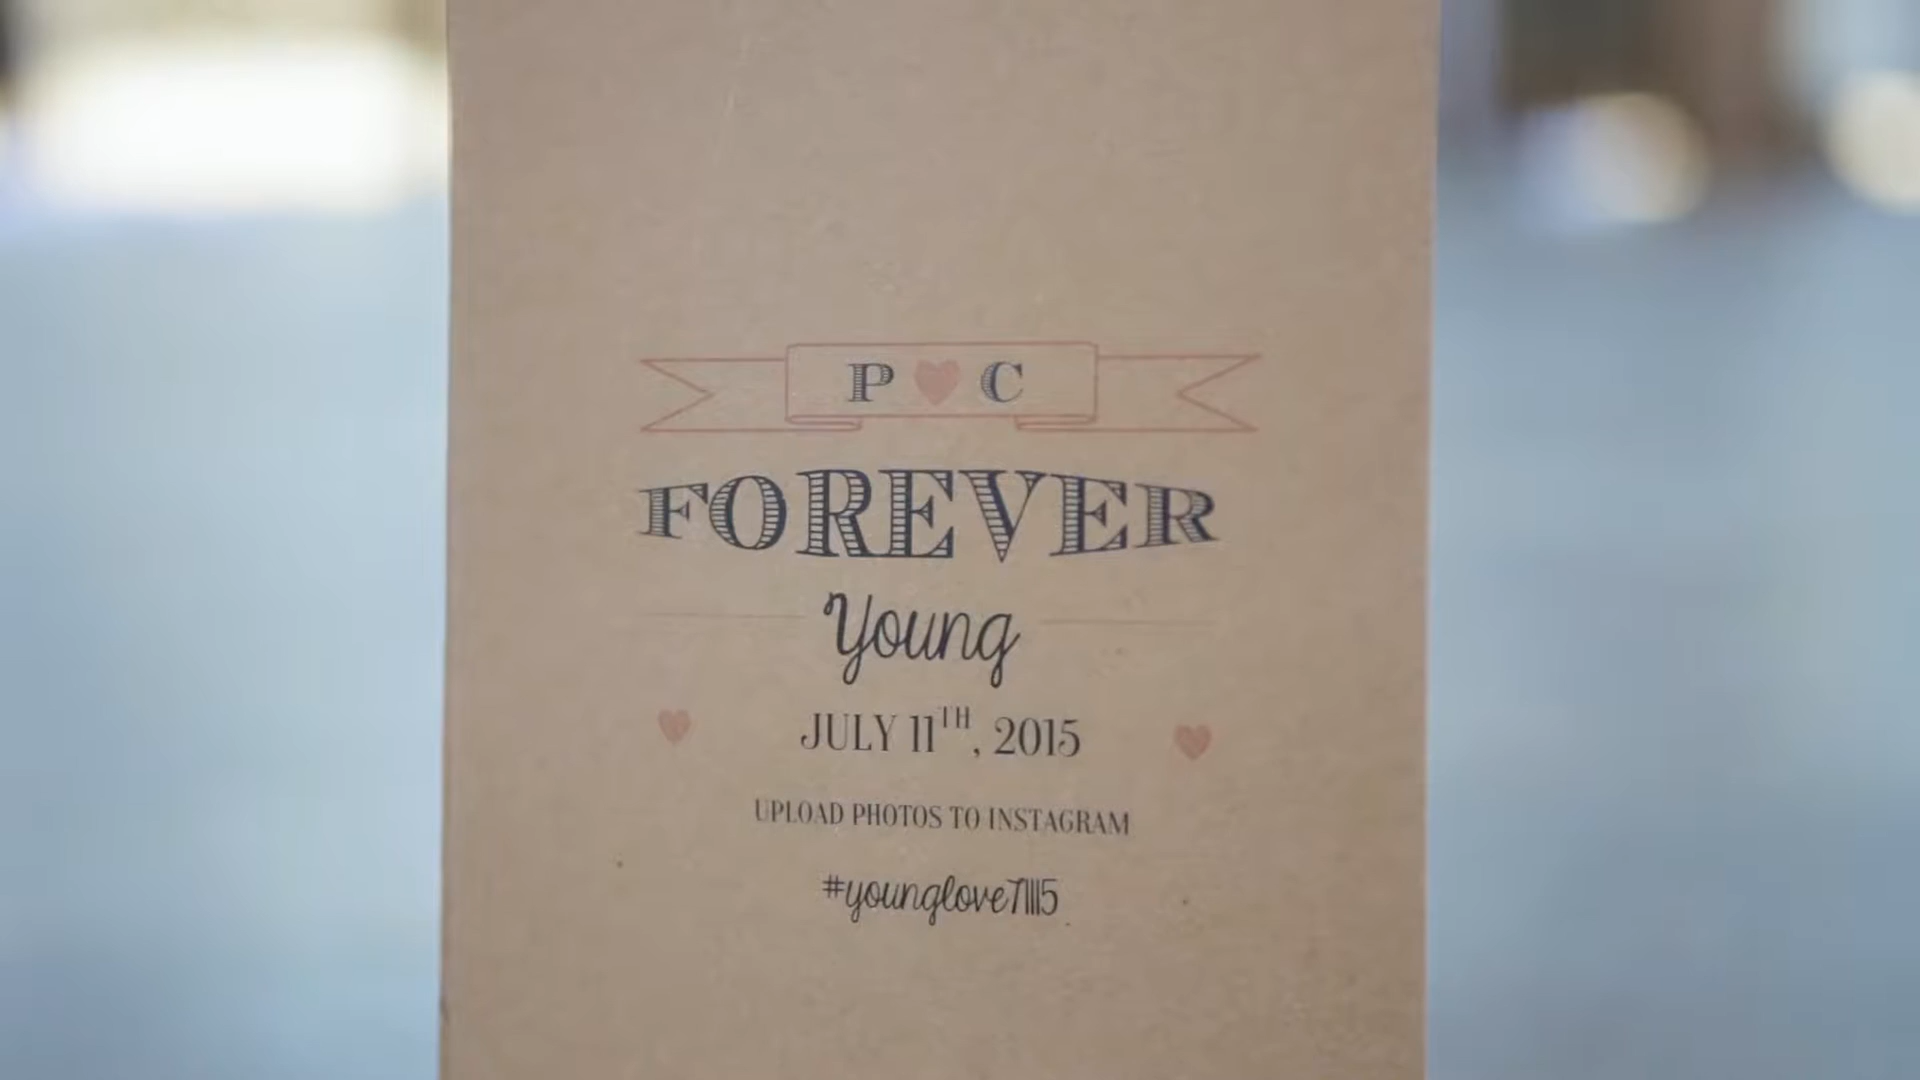 P C
FOREVER
Young
JULY 11TH, 2015
UPLOAD PHOTOS TO INSTAGRAM
#younglove71115